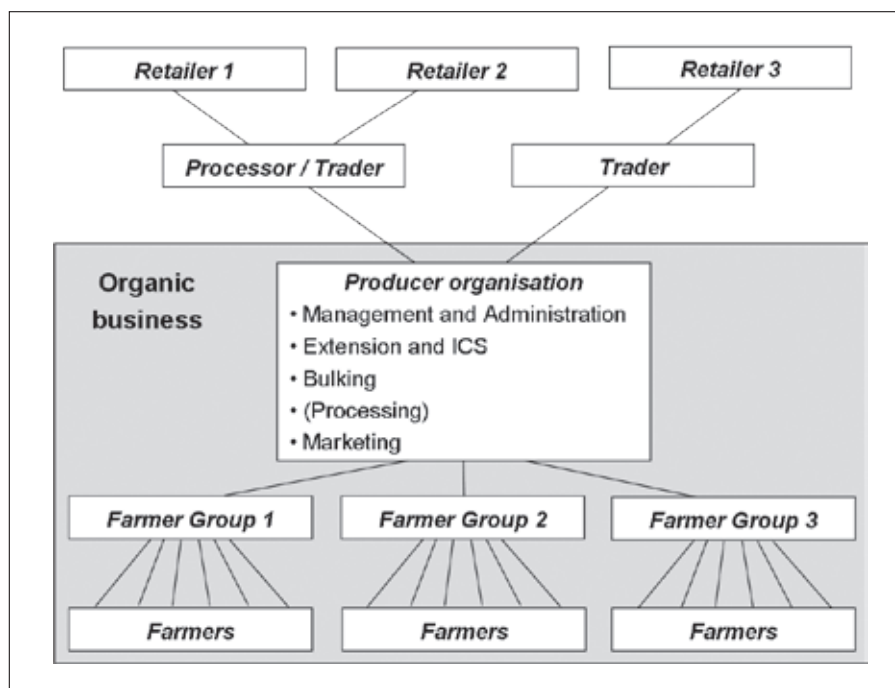 Retailer 1
Retailer 2
Retailer 3
Processor / Trader
Trader
Organic
business
Producer organisation
• Management and Administration
• Extension and ICS
• Bulking
• (Processing)
• Marketing
Farmer Group 1
Farmer Group 2
Farmer Group 3
Farmers
Farmers
Farmers